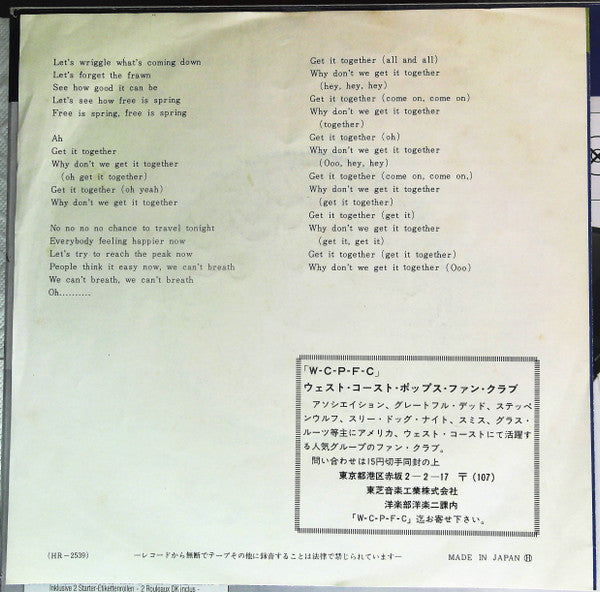 Let's wriggle what's coming down
Let's forget the frawn
See how good it can be
Let's see how free is spring
Free is spring, free is spring
Ah
Get it together
Why don't we get it together
(oh get it together)
Get it together (oh yeah)
Why don't we get it together
No no no no chance to travel tonight
Everybody feeling happier now
Let's try to reach the peak now
People think it easy now, we can't breath
We can't breath, we can't breath
Oh..........
Get it together (all and all)
Why don't we get it together
(hey, hey, hey)
Get it together (come on, come on)
Why don't we get it together
(together)
Get it together (oh)
Why don't we get it together
(Ooo, hey, hey)
Get it together (come on, come on,)
Why don't we get it together
(get it together)
Get it together (get it)
Why don't we get it together
(get it, get it)
Get it together (get it together)
Why don't we get it together (Ooo)
「W-C-P-F-C」
ウェスト・コースト・ポップス・ファン・クラブ
アソシエイション、グレートフル・デッド、ステッペ
ンウルフ、スリー・ドッグ・ナイト、スミス、グラス・
ルーツ等主にアメリカ、ウェスト・コーストにて活躍す
る人気グループのファン・クラブ。
問い合わせは15円切手同封の上
東京都港区赤坂2-2-17 〒(107)
東芝音楽工業株式会社
洋楽部洋楽二課内
「W-C-P-F-C」迄お寄せ下さい。
(HR-2539)
―レコードから無断でテープその他に録音することは法律で禁じられています―
MADE IN JAPAN Ⓗ
Inklusive 2 Starter-Etikettenrollen - 2 Rouleaux DK inclus -